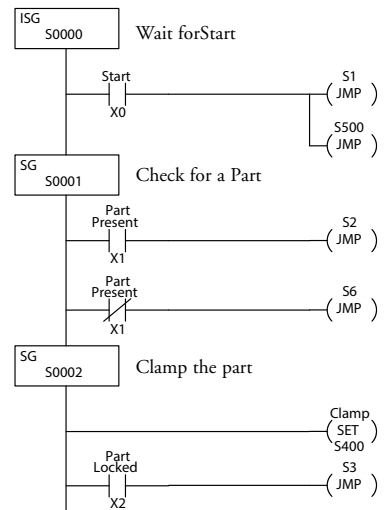 ISG
S0000
Wait forStart
Start
X0
S1
JMP
S500
JMP
SG
S0001
Check for a Part
Part
Present
X1
S2
JMP
Part
Present
X1
S6
JMP
SG
S0002
Clamp the part
Clamp
SET
S400
Part
Locked
X2
S3
JMP